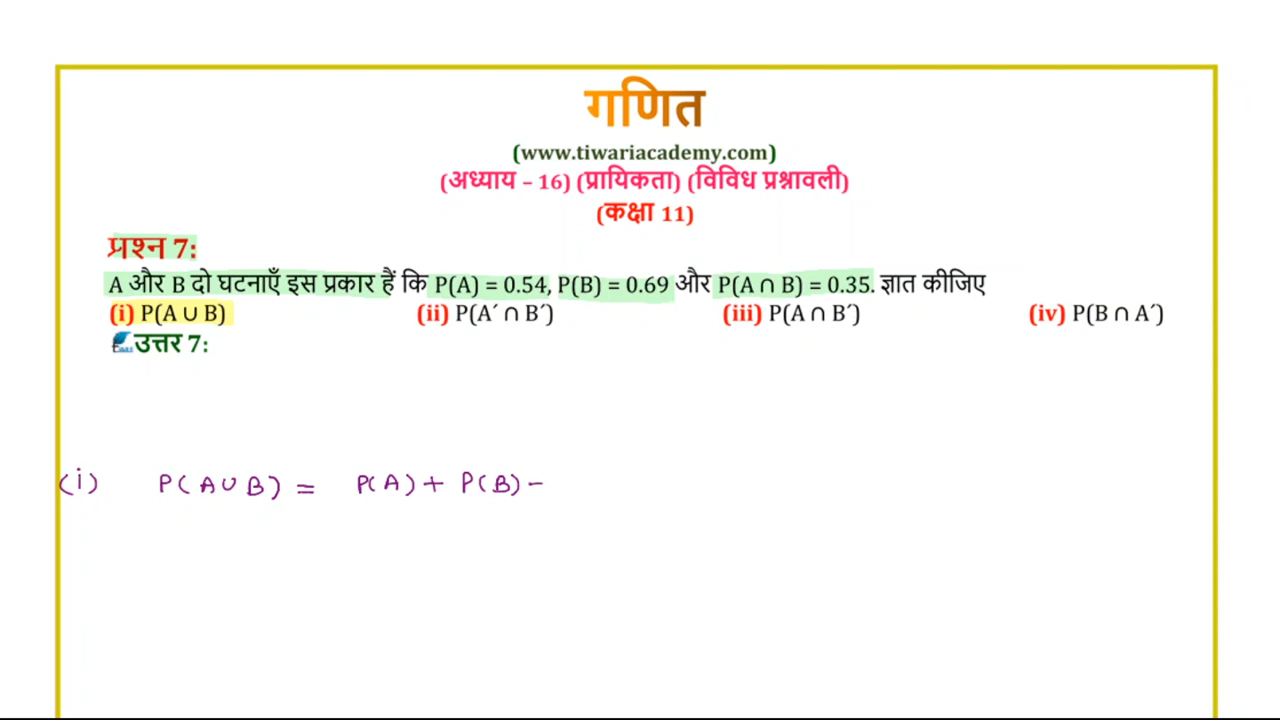 गणित
(www.tiwariacademy.com)
(अध्याय – 16) (प्रायिकता) (विविध प्रश्नावली)
(कक्षा 11)
प्रश्न 7:
A और B दो घटनाएँ इस प्रकार हैं कि P(A) = 0.54, P(B) = 0.69 और P(A ∩ B) = 0.35. ज्ञात कीजिए
(i) P(A ∪ B) (ii) P(A´ ∩ B´) (iii) P(A ∩ B´) (iv) P(B ∩ A´)
उत्तर 7:
(i) P(A∪B) = P(A) + P(B) −